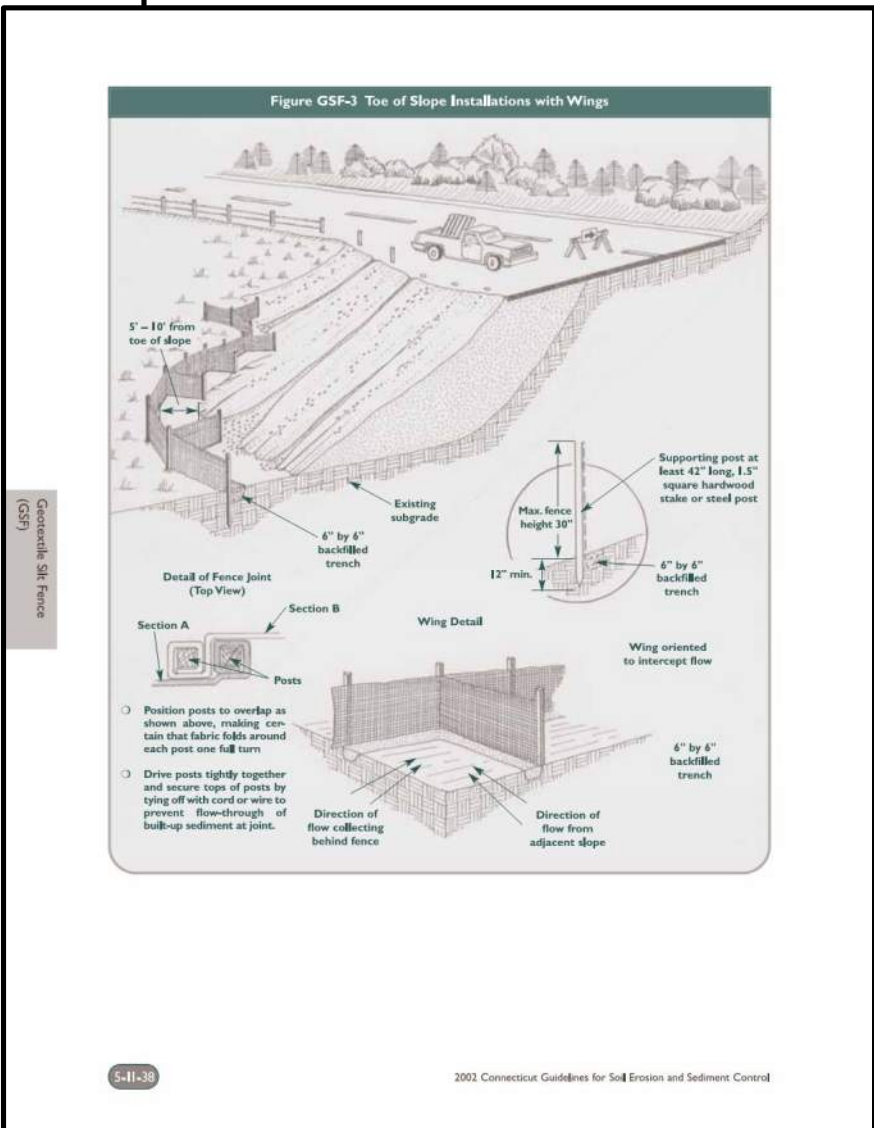 Figure GSF-3 Toe of Slope Installations with Wings
5' – 10' from
toe of slope
Supporting post at
least 42" long, 1.5"
square hardwood
stake or steel post
Max. fence
height 30"
Existing
subgrade
6" by 6"
backfilled
trench
12" min.
6" by 6"
backfilled
trench
Geotextile Silt Fence
(GSF)
Detail of Fence Joint
(Top View)
Section A
Section B
Posts
Wing Detail
Wing oriented
to intercept flow
Position posts to overlap as
shown above, making cer-
tain that fabric folds around
each post one full turn
Drive posts tightly together
and secure tops of posts by
tying off with cord or wire to
prevent flow-through of
built-up sediment at joint.
6" by 6"
backfilled
trench
Direction of
flow collecting
behind fence
Direction of
flow from
adjacent slope
5-11-38
2002 Connecticut Guidelines for Soil Erosion and Sediment Control